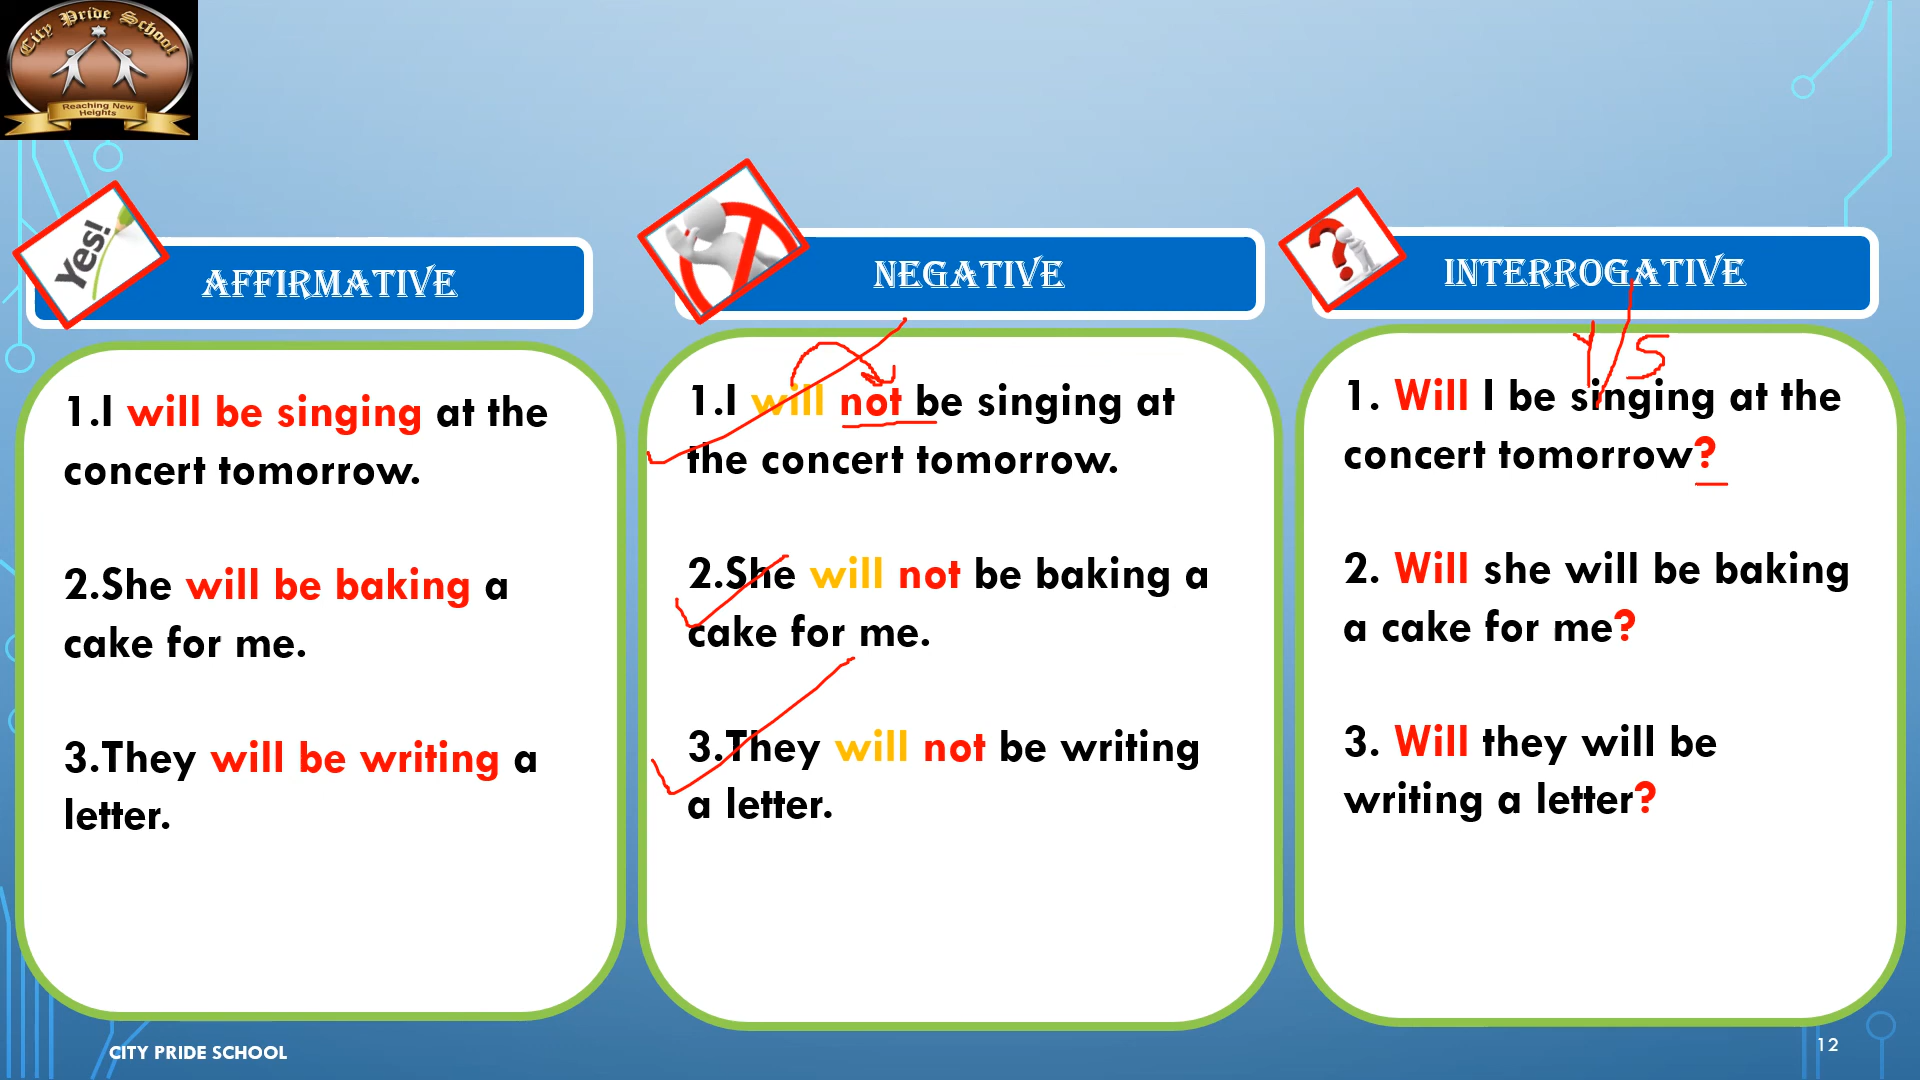 City Pride School
Reaching New
Heights
Yes!
AFFIRMATIVE
1.I will be singing at the
concert tomorrow.
2.She will be baking a
cake for me.
3.They will be writing a
letter.
NEGATIVE
1.I will not be singing at
the concert tomorrow.
2.She will not be baking a
cake for me.
3.They will not be writing
a letter.
INTERROGATIVE
1. Will I be singing at the
concert tomorrow?
2. Will she will be baking
a cake for me?
3. Will they will be
writing a letter?
CITY PRIDE SCHOOL
12